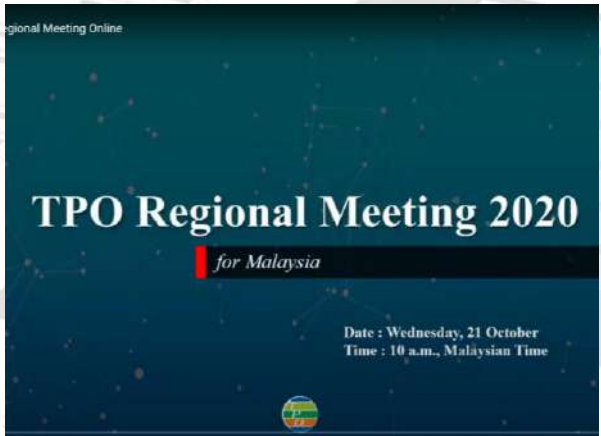 egional Meeting Online
TPO Regional Meeting 2020
for Malaysia
Date : Wednesday, 21 October
Time : 10 a.m., Malaysian Time